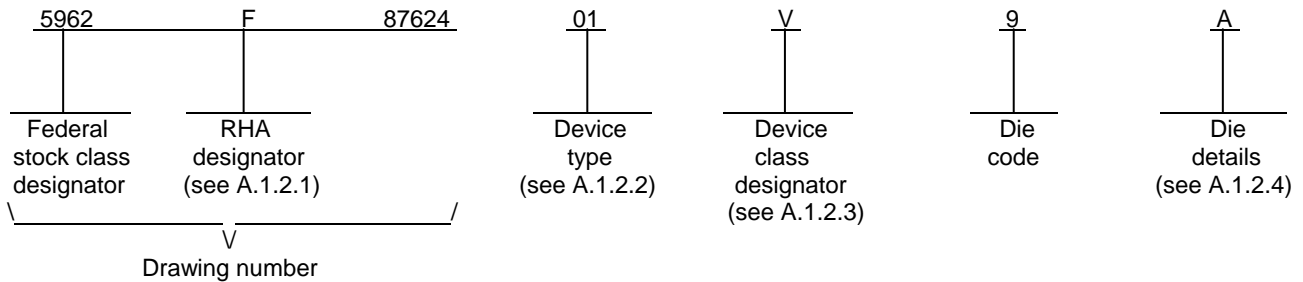 5962 F 87624 01 V 9 A
Federal stock class designator
RHA designator (see A.1.2.1)
Device type (see A.1.2.2)
Device class designator (see A.1.2.3)
Die code
Die details (see A.1.2.4)
Drawing number